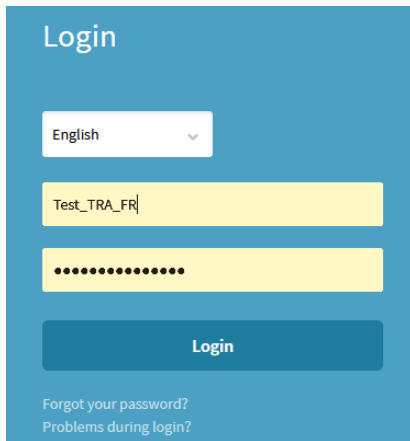 Login
English
Test_TRA_FR
●●●●●●●●●●●●●●●
Login
Forgot your password?
Problems during login?